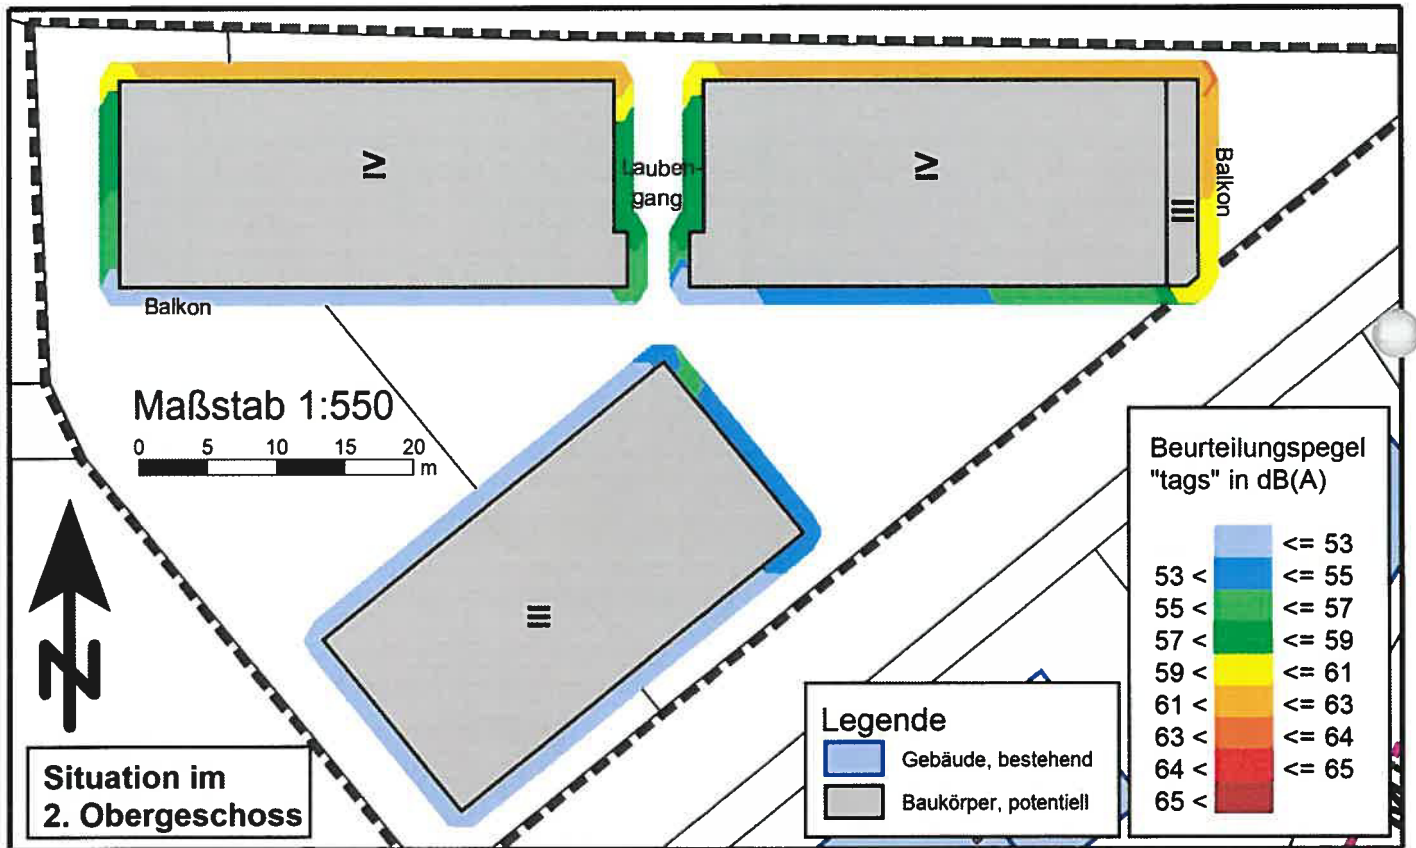 IV
IV
III
Lauben-
gang
Balkon
Balkon
Maßstab 1:550
0 5 10 15 20
m
III
N
Situation im
2. Obergeschoss
Legende
Gebäude, bestehend
Baukörper, potentiell
Beurteilungspegel
"tags" in dB(A)
<= 53
53 < <= 55
55 < <= 57
57 < <= 59
59 < <= 61
61 < <= 63
63 < <= 64
64 < <= 65
65 <